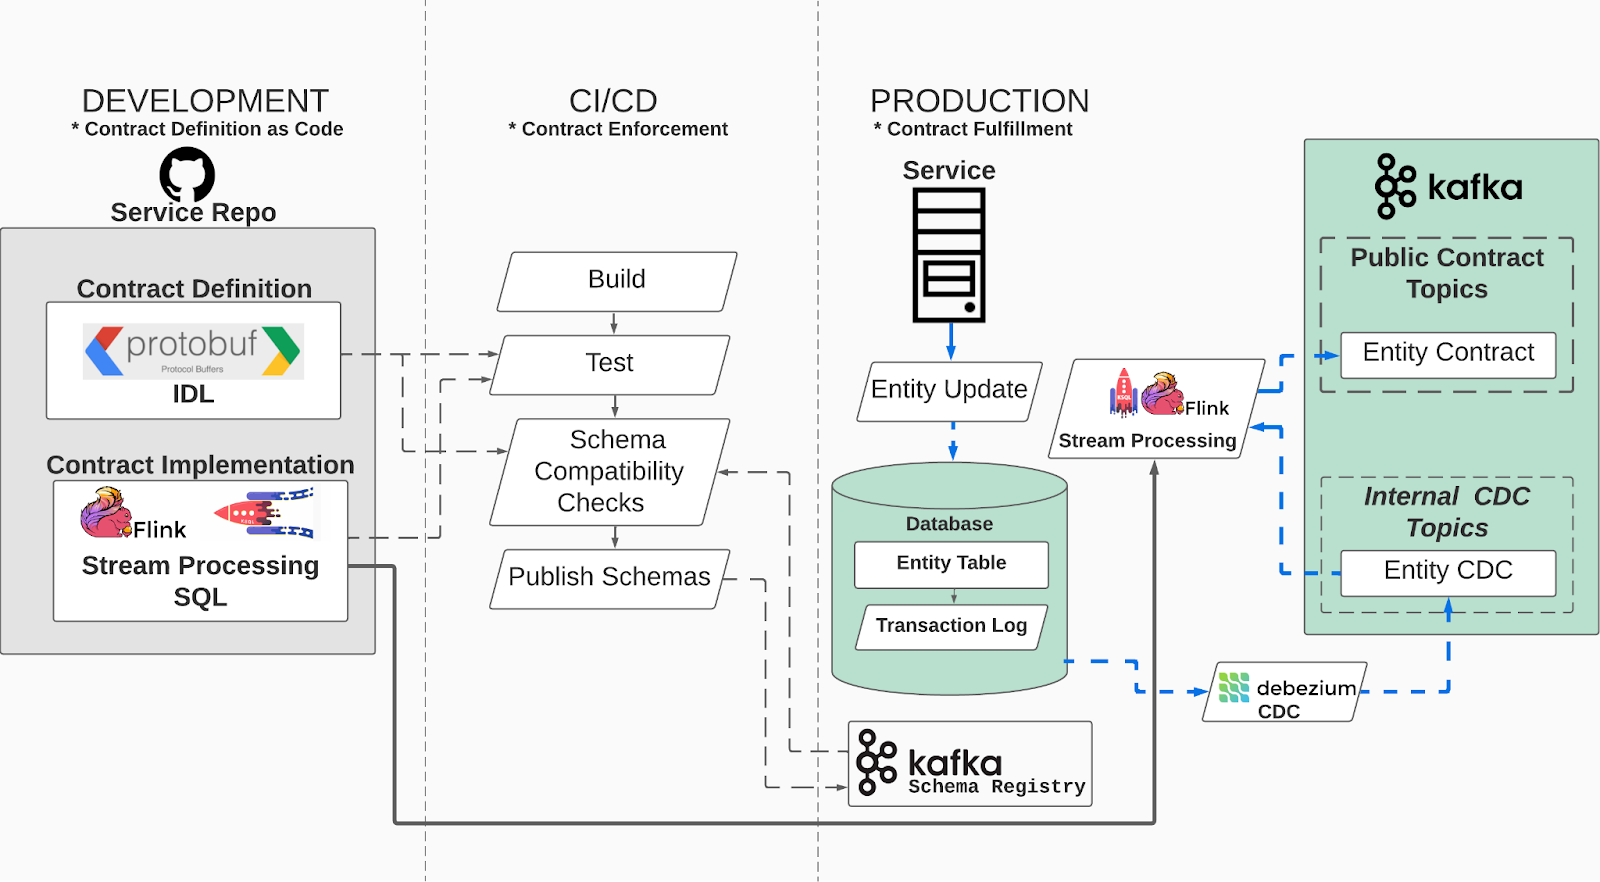 DEVELOPMENT
* Contract Definition as Code
Service Repo
Contract Definition
protobuf
Protocol Buffers
IDL
Contract Implementation
Flink
KSQL
Stream Processing
SQL
CI/CD
* Contract Enforcement
Build
Test
Schema
Compatibility
Checks
Publish Schemas
PRODUCTION
* Contract Fulfillment
Service
Entity Update
Database
Entity Table
Transaction Log
kafka
Schema Registry
KSQL
Flink
Stream Processing
debezium
CDC
kafka
Public Contract
Topics
Entity Contract
Internal CDC
Topics
Entity CDC